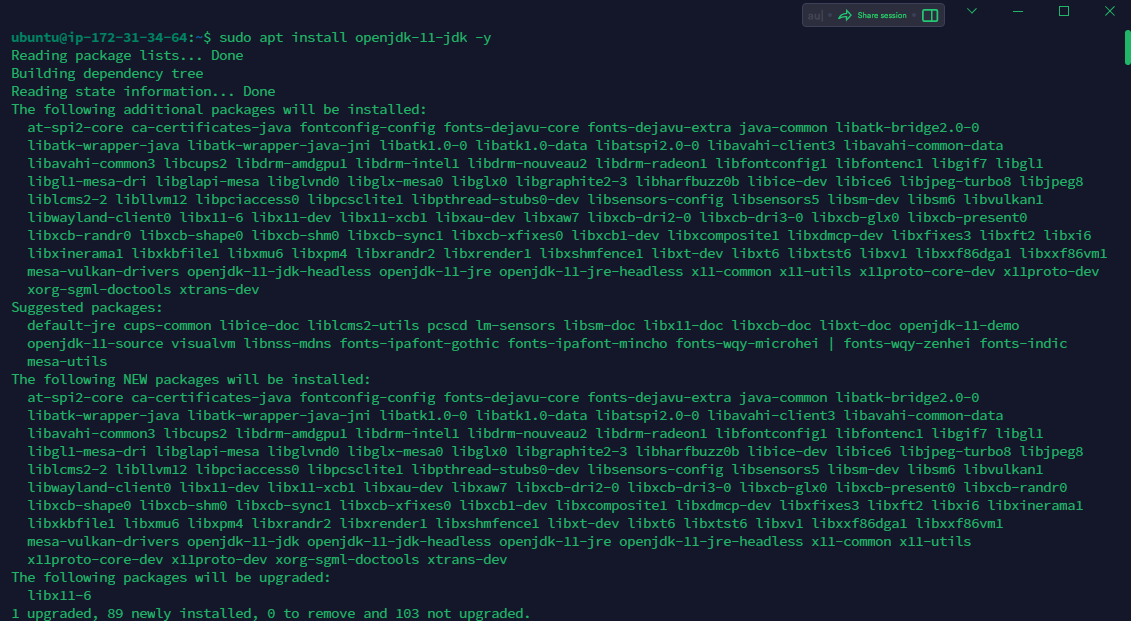 au| × Share session ×
ubuntu@ip-172-31-34-64:~$ sudo apt install openjdk-11-jdk -y
Reading package lists... Done
Building dependency tree
Reading state information... Done
The following additional packages will be installed:
at-spi2-core ca-certificates-java fontconfig-config fonts-dejavu-core fonts-dejavu-extra java-common libatk-bridge2.0-0
libatk-wrapper-java libatk-wrapper-java-jni libatk1.0-0 libatk1.0-data libatspi2.0-0 libavahi-client3 libavahi-common-data
libavahi-common3 libcups2 libdrm-amdgpu1 libdrm-intel1 libdrm-nouveau2 libdrm-radeon1 libfontconfig1 libfontenc1 libgif7 libgl1
libgl1-mesa-dri libglapi-mesa libglvnd0 libglx-mesa0 libglx0 libgraphite2-3 libharfbuzz0b libice-dev libice6 libjpeg-turbo8 libjpeg8
liblcms2-2 libllvm12 libpciaccess0 libpcsclite1 libpthread-stubs0-dev libsensors-config libsensors5 libsm-dev libsm6 libvulkan1
libwayland-client0 libx11-6 libx11-dev libx11-xcb1 libxau-dev libxaw7 libxcb-dri2-0 libxcb-dri3-0 libxcb-glx0 libxcb-present0
libxcb-randr0 libxcb-shape0 libxcb-shm0 libxcb-sync1 libxcb-xfixes0 libxcb1-dev libxcomposite1 libxdmcp-dev libxfixes3 libxft2 libxi6
libxinerama1 libxkbfile1 libxmu6 libxpm4 libxrandr2 libxrender1 libxshmfence1 libxt-dev libxt6 libxtst6 libxv1 libxxf86dga1 libxxf86vm1
mesa-vulkan-drivers openjdk-11-jdk-headless openjdk-11-jre openjdk-11-jre-headless x11-common x11-utils x11proto-core-dev x11proto-dev
xorg-sgml-doctools xtrans-dev
Suggested packages:
default-jre cups-common libice-doc liblcms2-utils pcscd lm-sensors libsm-doc libx11-doc libxcb-doc libxt-doc openjdk-11-demo
openjdk-11-source visualvm libnss-mdns fonts-ipafont-gothic fonts-ipafont-mincho fonts-wqy-microhei | fonts-wqy-zenhei fonts-indic
mesa-utils
The following NEW packages will be installed:
at-spi2-core ca-certificates-java fontconfig-config fonts-dejavu-core fonts-dejavu-extra java-common libatk-bridge2.0-0
libatk-wrapper-java libatk-wrapper-java-jni libatk1.0-0 libatk1.0-data libatspi2.0-0 libavahi-client3 libavahi-common-data
libavahi-common3 libcups2 libdrm-amdgpu1 libdrm-intel1 libdrm-nouveau2 libdrm-radeon1 libfontconfig1 libfontenc1 libgif7 libgl1
libgl1-mesa-dri libglapi-mesa libglvnd0 libglx-mesa0 libglx0 libgraphite2-3 libharfbuzz0b libice-dev libice6 libjpeg-turbo8 libjpeg8
liblcms2-2 libllvm12 libpciaccess0 libpcsclite1 libpthread-stubs0-dev libsensors-config libsensors5 libsm-dev libsm6 libvulkan1
libwayland-client0 libx11-dev libx11-xcb1 libxau-dev libxaw7 libxcb-dri2-0 libxcb-dri3-0 libxcb-glx0 libxcb-present0 libxcb-randr0
libxcb-shape0 libxcb-shm0 libxcb-sync1 libxcb-xfixes0 libxcb1-dev libxcomposite1 libxdmcp-dev libxfixes3 libxft2 libxi6 libxinerama1
libxkbfile1 libxmu6 libxpm4 libxrandr2 libxrender1 libxshmfence1 libxt-dev libxt6 libxtst6 libxv1 libxxf86dga1 libxxf86vm1
mesa-vulkan-drivers openjdk-11-jdk openjdk-11-jdk-headless openjdk-11-jre openjdk-11-jre-headless x11-common x11-utils
x11proto-core-dev x11proto-dev xorg-sgml-doctools xtrans-dev
The following packages will be upgraded:
libx11-6
1 upgraded, 89 newly installed, 0 to remove and 103 not upgraded.